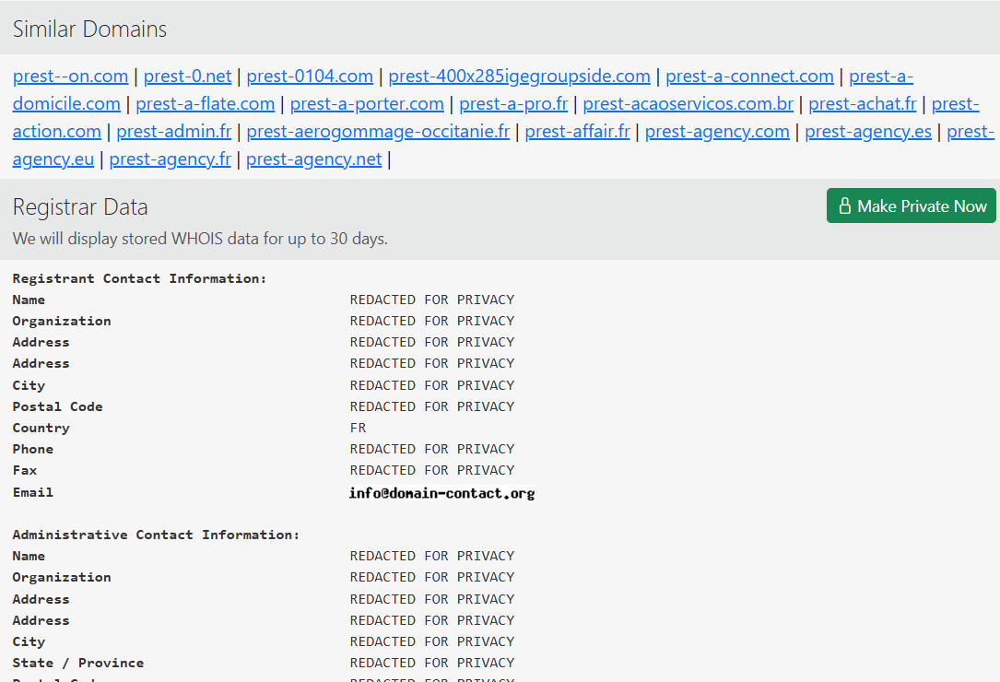 Similar Domains
prest--on.com | prest-0.net | prest-0104.com | prest-400x285igegroupside.com | prest-a-connect.com | prest-a-
domicile.com | prest-a-flate.com | prest-a-porter.com | prest-a-pro.fr | prest-acaoservicos.com.br | prest-achat.fr | prest-
action.com | prest-admin.fr | prest-aerogommage-occitanie.fr | prest-affair.fr | prest-agency.com | prest-agency.es | prest-
agency.eu | prest-agency.fr | prest-agency.net |
Registrar Data
Make Private Now
We will display stored WHOIS data for up to 30 days.
Registrant Contact Information:
Name REDACTED FOR PRIVACY
Organization REDACTED FOR PRIVACY
Address REDACTED FOR PRIVACY
Address REDACTED FOR PRIVACY
City REDACTED FOR PRIVACY
Postal Code REDACTED FOR PRIVACY
Country FR
Phone REDACTED FOR PRIVACY
Fax REDACTED FOR PRIVACY
Email info@domain-contact.org
Administrative Contact Information:
Name REDACTED FOR PRIVACY
Organization REDACTED FOR PRIVACY
Address REDACTED FOR PRIVACY
Address REDACTED FOR PRIVACY
City REDACTED FOR PRIVACY
State / Province REDACTED FOR PRIVACY
Postal Code REDACTED FOR PRIVACY